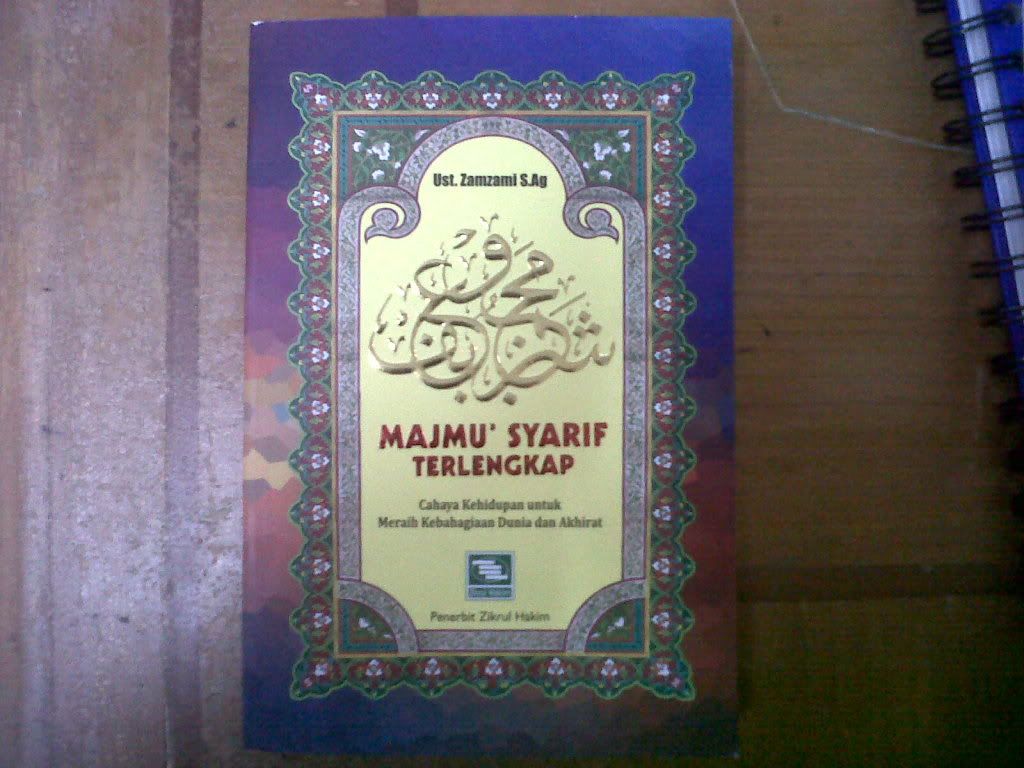 Ust. Zamzami S.Ag
مجموع شريف
MAJMU' SYARIF
TERLENGKAP
Cahaya Kehidupan untuk
Meraih Kebahagiaan Dunia dan Akhirat
Penerbit Zikrul Hakim